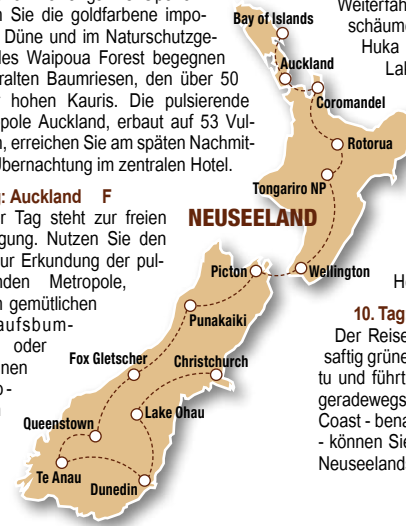 Sie die goldfarbene impo-
Düne und im Naturschutzge-
des Waipoua Forest begegnen
ralten Baumriesen, den über 50
hohen Kauris. Die pulsierende
pole Auckland, erbaut auf 53 Vul-
erreichen Sie am späten Nachmit-
Übernachtung im zentralen Hotel.
: Auckland F
r Tag steht zur freien
gung. Nutzen Sie den
ur Erkundung der pul-
nden Metropole,
gemütlichen
aufsbum-
oder
nen
Weiterfah
schäum
Huka
Lak
Bay of Islands
Auckland
Coromandel
Rotorua
Tongariro NP
NEUSEELAND
Wellington
Picton
Punakaiki
Fox Gletscher
Christchurch
Lake Ohau
Queenstown
Te Anau
Dunedin
10. Tag
Der Reise
saftig grüne
tu und führt
geradewegs
Coast - bena
- können Sie
Neuseeland